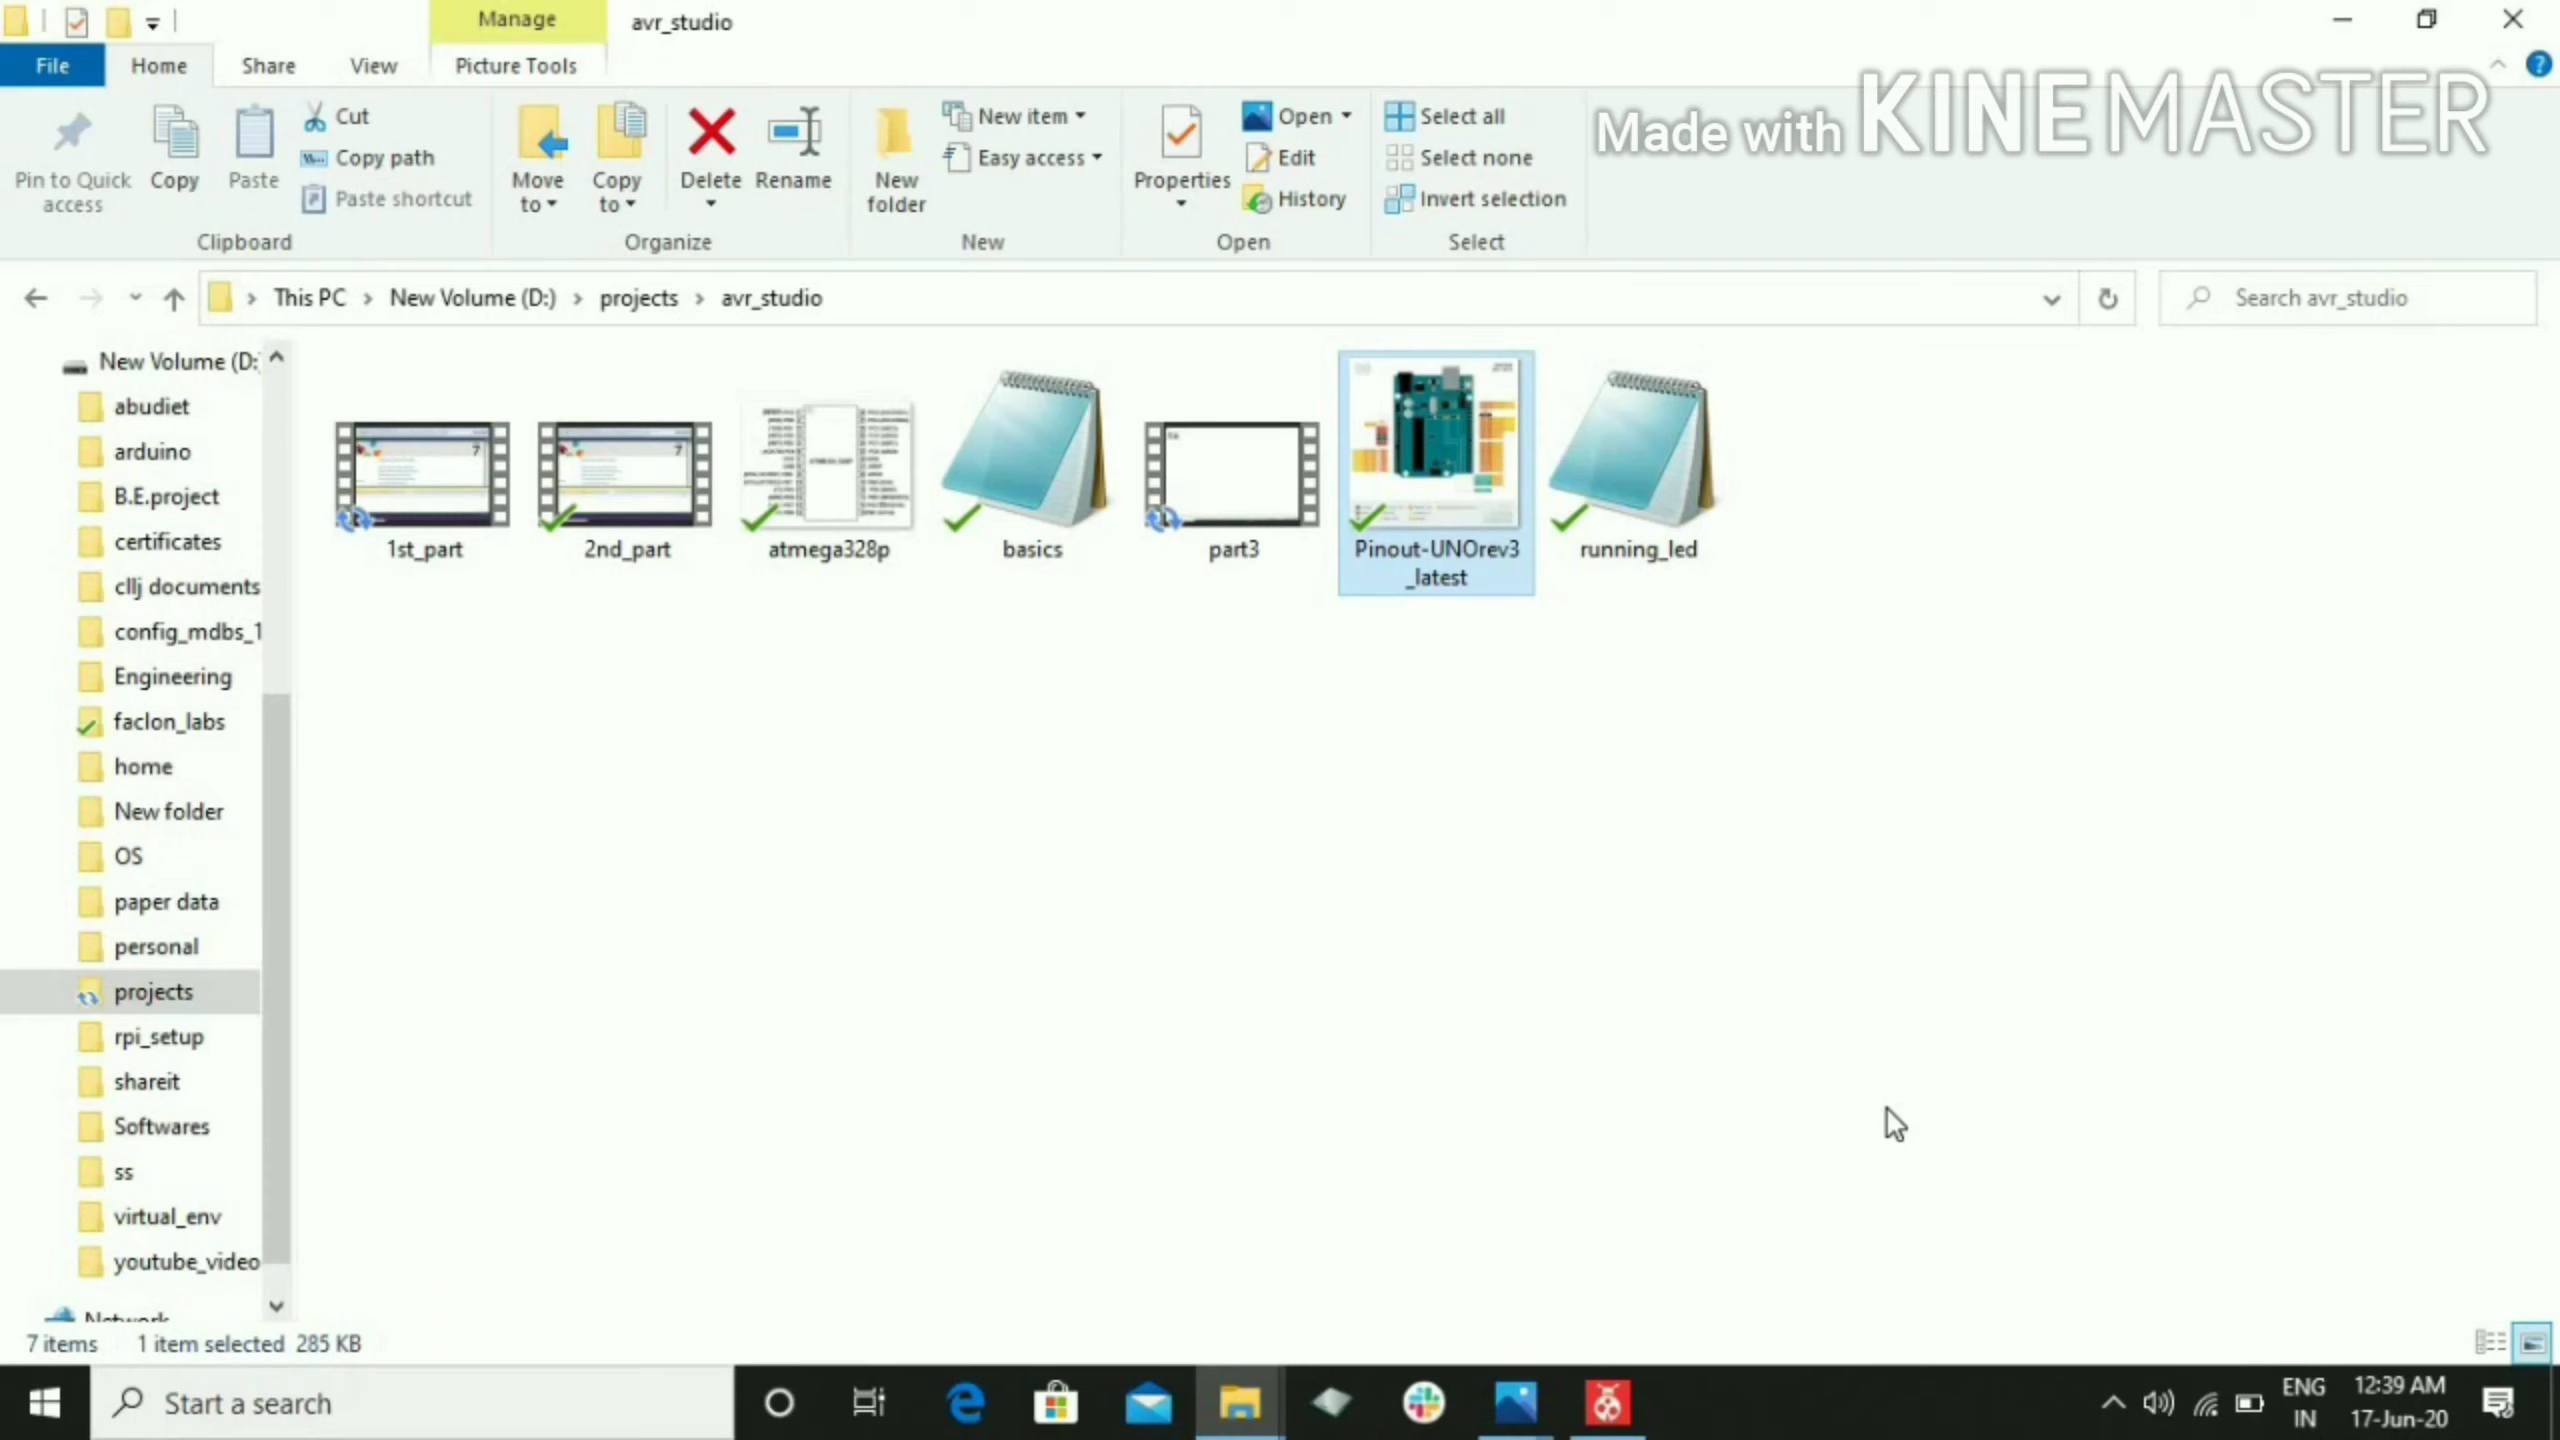 Manage
avr_studio
File
Home
Share
View
Picture Tools
Made with KINEMASTER
Pin to Quick access
Copy
Paste
Cut
Copy path
Paste shortcut
Clipboard
Move to
Copy to
Delete
Rename
Organize
New folder
New item
Easy access
New
Properties
Open
Edit
History
Open
Select all
Select none
Invert selection
Select
This PC
New Volume (D:)
projects
avr_studio
Search avr_studio
New Volume (D:
abudiet
arduino
B.E.project
certificates
cllj documents
config_mdbs_1
Engineering
faclon_labs
home
New folder
OS
paper data
personal
projects
rpi_setup
shareit
Softwares
ss
virtual_env
youtube_video
Network
1st_part
2nd_part
atmega328p
basics
part3
Pinout-UNOrev3
_latest
running_led
7 items
1 item selected 285 KB
Start a search
ENG
IN
12:39 AM
17-Jun-20